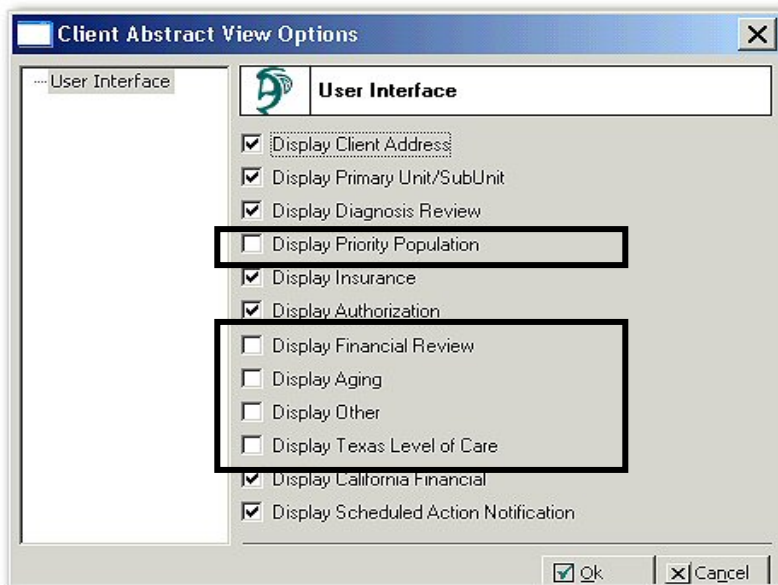 Client Abstract View Options
User Interface
User Interface
Display Client Address
Display Primary Unit/SubUnit
Display Diagnosis Review
Display Priority Population
Display Insurance
Display Authorization
Display Financial Review
Display Aging
Display Other
Display Texas Level of Care
Display California Financial
Display Scheduled Action Notification
Ok
Cancel